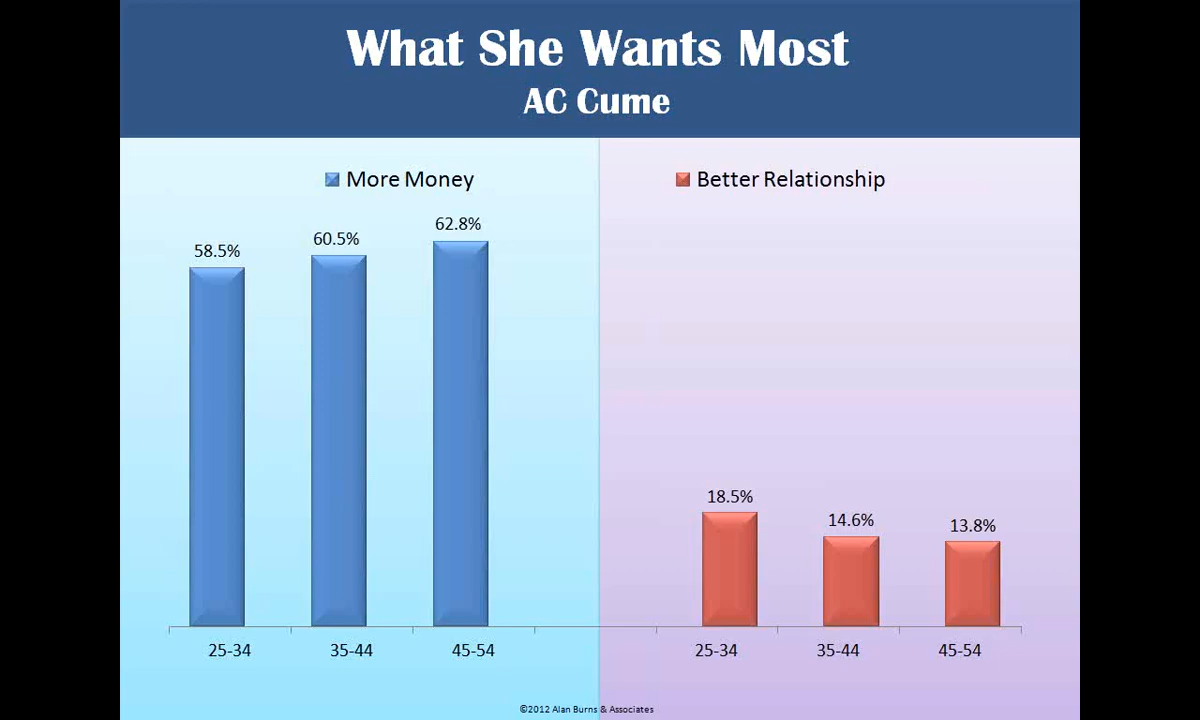 What She Wants Most
AC Cume
More Money
Better Relationship
58.5%
60.5%
62.8%
18.5%
14.6%
13.8%
25-34
35-44
45-54
25-34
35-44
45-54
©2012 Alan Burns & Associates